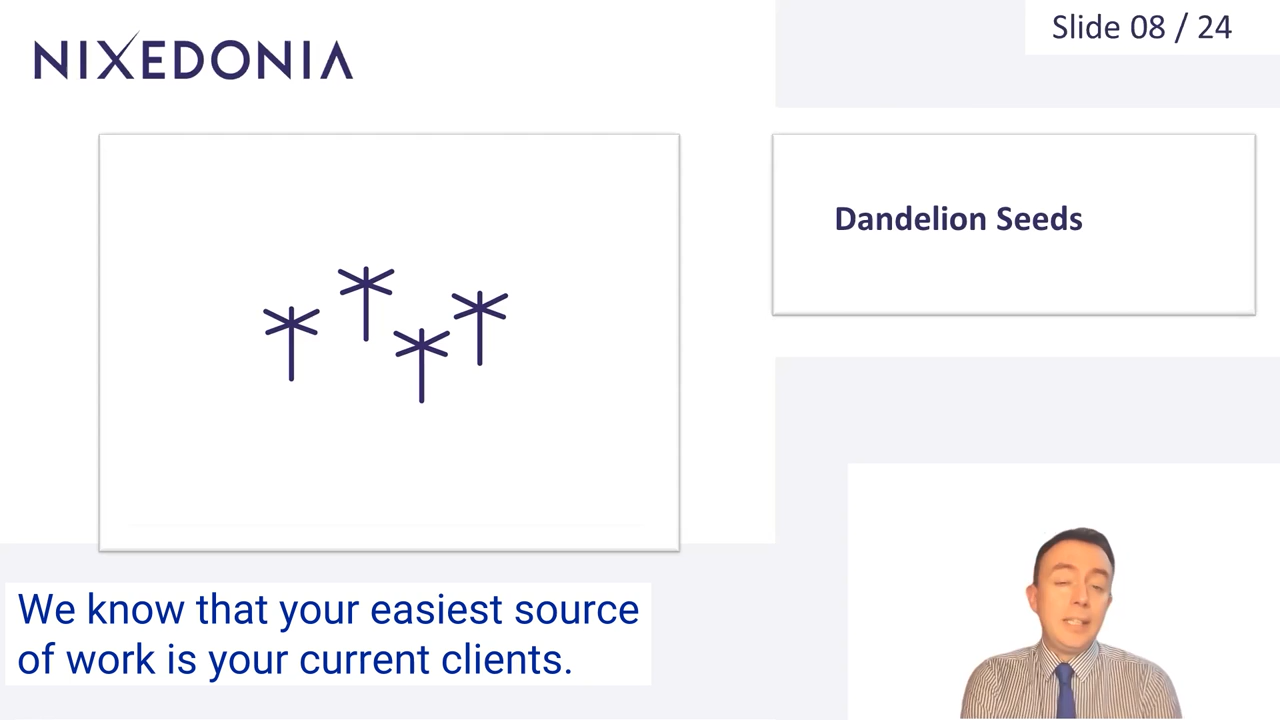 NIXEDONIA
Slide 08 / 24
Dandelion Seeds
We know that your easiest source
of work is your current clients.